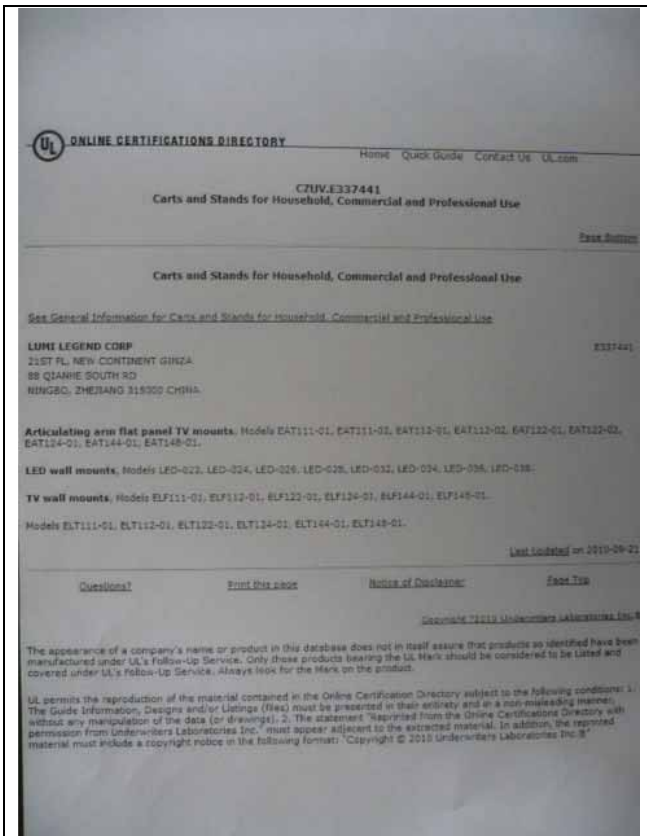 UL ONLINE CERTIFICATIONS DIRECTORY
Home Quick Guide Contact Us UL.com
CZUV.E337441
Carts and Stands for Household, Commercial and Professional Use
Page Bottom
Carts and Stands for Household, Commercial and Professional Use
See General Information for Carts and Stands for Household, Commercial and Professional Use
LUMI LEGEND CORP E337441
21ST FL, NEW CONTINENT GINZA
88 QIANHE SOUTH RD
NINGBO, ZHEJIANG 315000 CHINA
Articulating arm flat panel TV mounts, Models EAT111-01, EAT111-02, EAT112-01, EAT112-02, EAT122-01, EAT122-02,
EAT124-01, EAT144-01, EAT148-01.
LED wall mounts, Models LED-022, LED-024, LED-026, LED-028, LED-032, LED-034, LED-036, LED-038.
TV wall mounts, Models ELF111-01, ELF112-01, ELF122-01, ELF124-01, ELF144-01, ELF148-01.
Models ELT111-01, ELT112-01, ELT122-01, ELT124-01, ELT144-01, ELT148-01.
Last Updated on 2010-09-21
Questions? Print this page Notice of Disclaimer Page Top
Copyright ©2010 Underwriters Laboratories Inc.®
The appearance of a company's name or product in this database does not in itself assure that products so identified have been
manufactured under UL's Follow-Up Service. Only those products bearing the UL Mark should be considered to be Listed and
covered under UL's Follow-Up Service. Always look for the Mark on the product.
UL permits the reproduction of the material contained in the Online Certification Directory subject to the following conditions: 1.
The Guide Information, Designs and/or Listings (files) must be presented in their entirety and in a non-misleading manner,
without any manipulation of the data (or drawings). 2. The statement "Reprinted from the Online Certifications Directory with
permission from Underwriters Laboratories Inc." must appear adjacent to the extracted material. In addition, the reprinted
material must include a copyright notice in the following format: "Copyright © 2010 Underwriters Laboratories Inc.®"